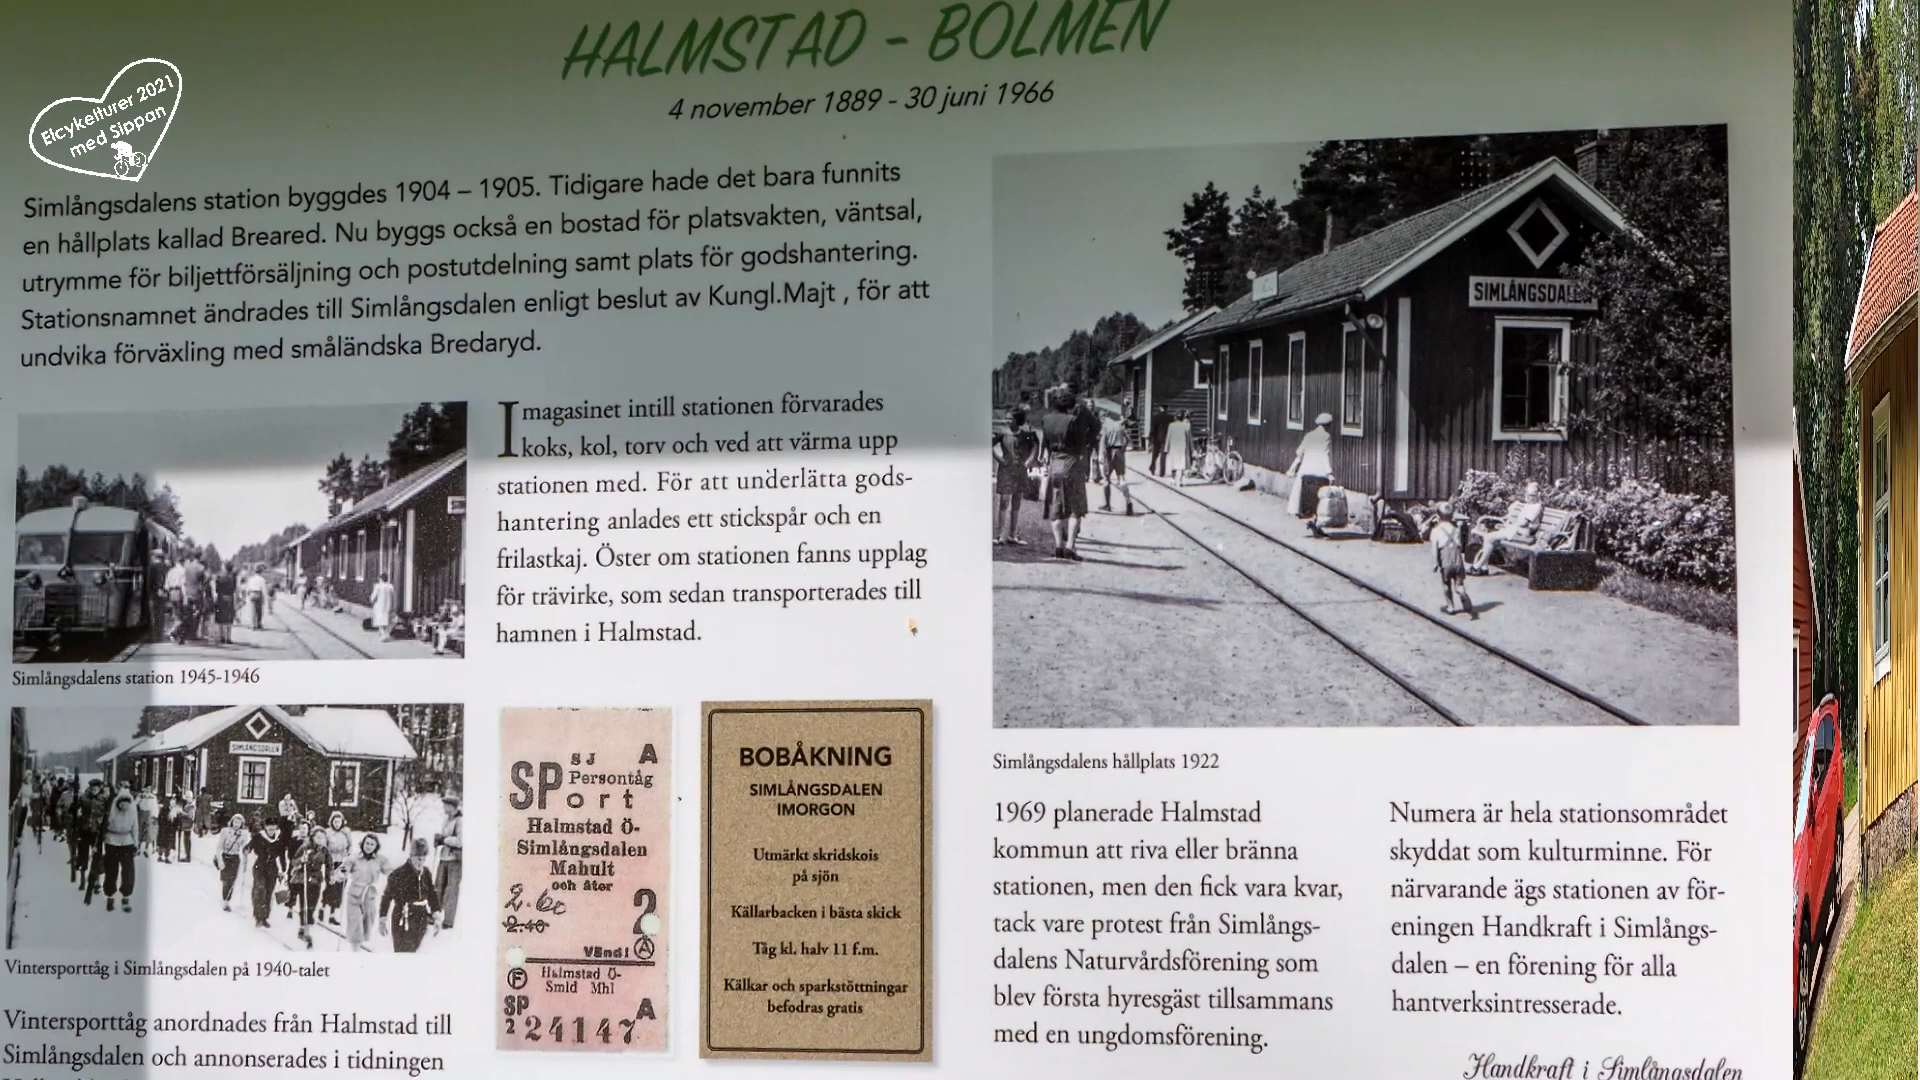 HALMSTAD - BOLMEN
4 november 1889 - 30 juni 1966
Elcykelturer 2021
med Sippan
Simlångsdalens station byggdes 1904 – 1905. Tidigare hade det bara funnits
en hållplats kallad Breared. Nu byggs också en bostad för platsvakten, väntsal,
utrymme för biljettförsäljning och postutdelning samt plats för godshantering.
Stationsnamnet ändrades till Simlångsdalen enligt beslut av Kungl.Majt , för att
undvika förväxling med småländska Bredaryd.
Simlångsdalens station 1945-1946
SIMLÅNGSDALEN
Vintersporttåg i Simlångsdalen på 1940-talet
Vintersporttåg anordnades från Halmstad till
Simlångsdalen och annonserades i tidningen
I magasinet intill stationen förvarades
koks, kol, torv och ved att värma upp
stationen med. För att underlätta gods-
hantering anlades ett stickspår och en
frilastkaj. Öster om stationen fanns upplag
för trävirke, som sedan transporterades till
hamnen i Halmstad.
SJ A
SP Persontåg
ort
Halmstad Ö-
Simlångsdalen
Mahult
och åter
2.60
2.40
2
Vänd! A
F Halmstad Ö-
Smld Mhl
SP A
2 24147
BOBÅKNING
SIMLÅNGSDALEN
IMORGON
Utmärkt skridskois
på sjön
Källarbacken i bästa skick
Tåg kl. halv 11 f.m.
Kälkar och sparkstöttningar
befodras gratis
SIMLÅNGSDALEN
Simlångsdalens hållplats 1922
1969 planerade Halmstad
kommun att riva eller bränna
stationen, men den fick vara kvar,
tack vare protest från Simlångs-
dalens Naturvårdsförening som
blev första hyresgäst tillsammans
med en ungdomsförening.
Numera är hela stationsområdet
skyddat som kulturminne. För
närvarande ägs stationen av för-
eningen Handkraft i Simlångs-
dalen – en förening för alla
hantverksintresserade.
Handkraft i Simlångsdalen